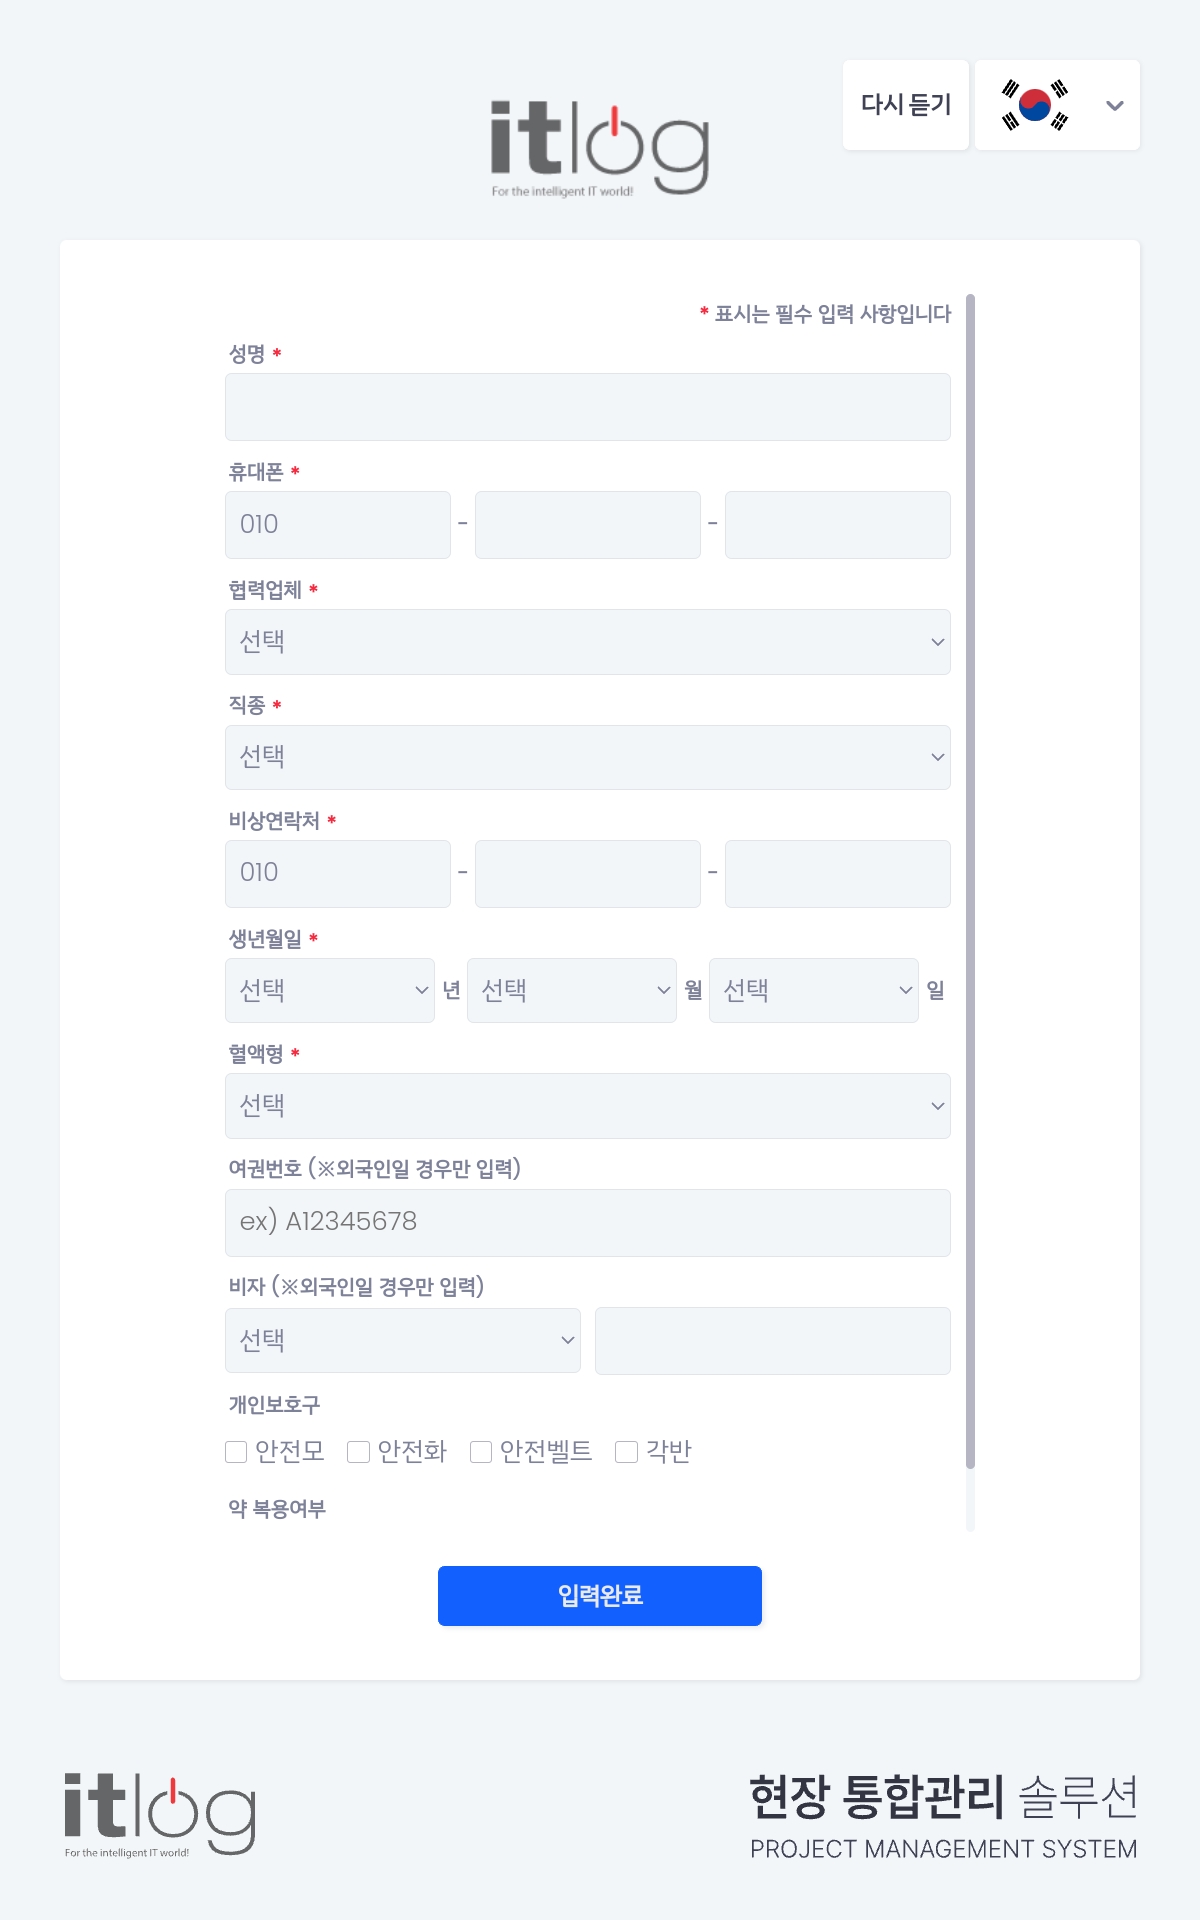 다시 듣기
itlog
For the intelligent IT world!
* 표시는 필수 입력 사항입니다
성명 *
휴대폰 *
010 - -
협력업체 *
선택
직종 *
선택
비상연락처 *
010 - -
생년월일 *
선택 년 선택 월 선택 일
혈액형 *
선택
여권번호 (※외국인일 경우만 입력)
ex) A12345678
비자 (※외국인일 경우만 입력)
선택
개인보호구
안전모 안전화 안전벨트 각반
약 복용여부
입력완료
itlog
For the intelligent IT world!
현장 통합관리 솔루션
PROJECT MANAGEMENT SYSTEM